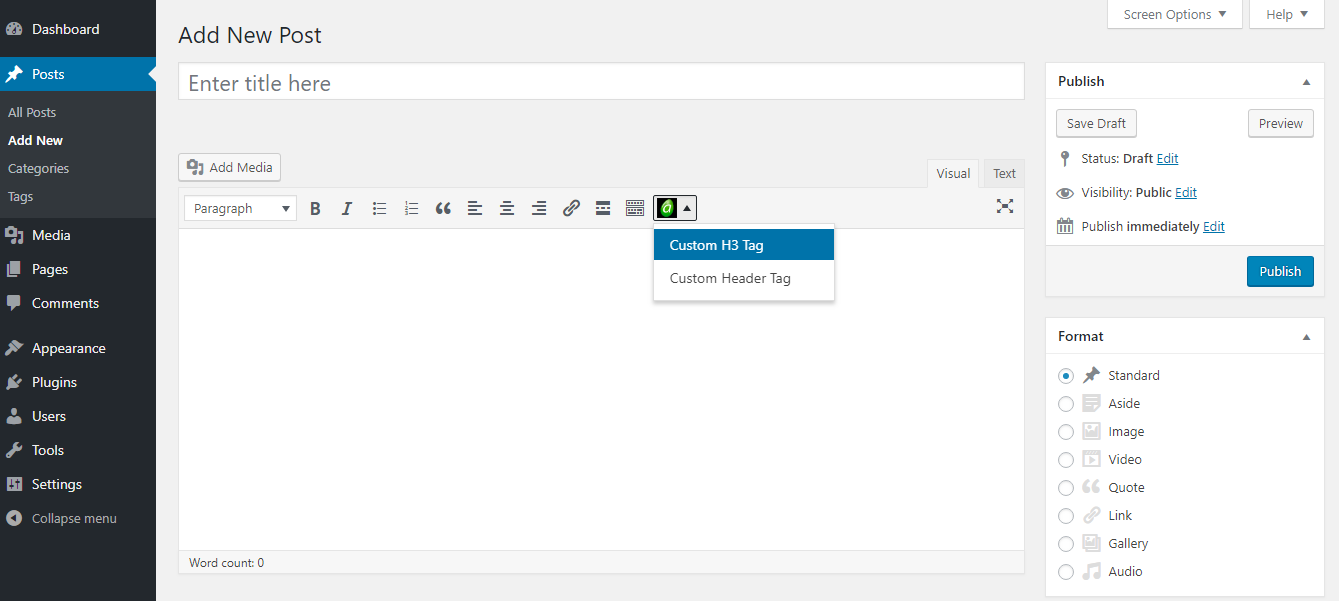 Screen Options
Help
Dashboard
Posts
All Posts
Add New
Categories
Tags
Media
Pages
Comments
Appearance
Plugins
Users
Tools
Settings
Collapse menu
Add New Post
Enter title here
Add Media
Visual
Text
Paragraph
B
I
a
Custom H3 Tag
Custom Header Tag
Word count: 0
Publish
Save Draft
Preview
Status: Draft Edit
Visibility: Public Edit
Publish immediately Edit
Publish
Format
Standard
Aside
Image
Video
Quote
Link
Gallery
Audio